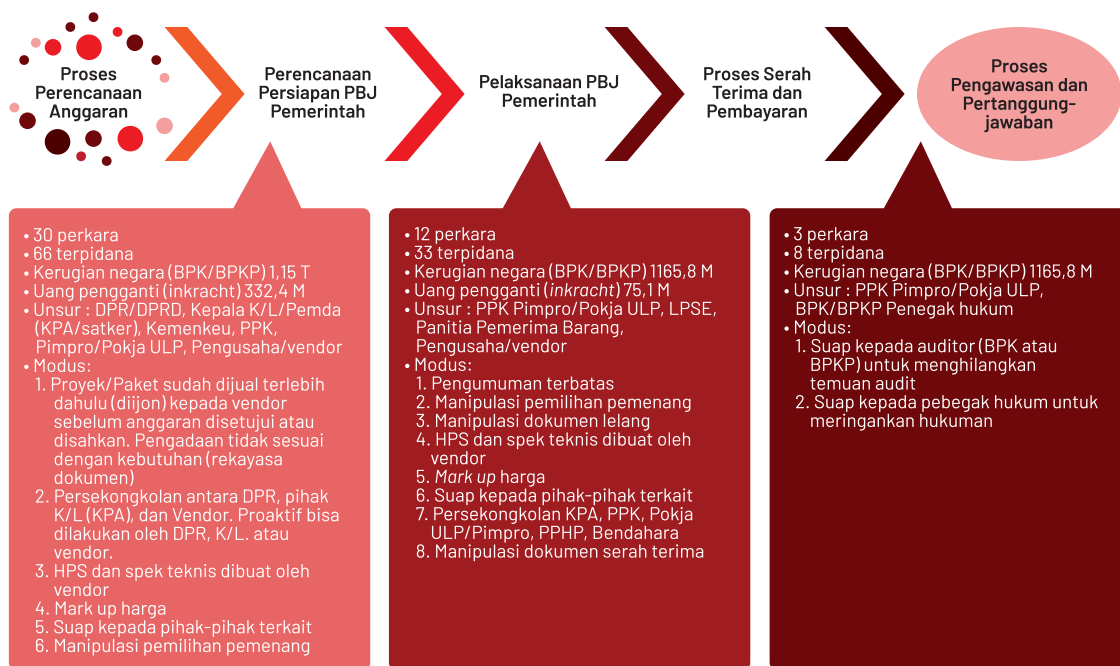 Proses
Perencanaan
Anggaran
Perencanaan
Persiapan PBJ
Pemerintah
Pelaksanaan PBJ
Pemerintah
Proses Serah
Terima dan
Pembayaran
Proses
Pengawasan dan
Pertanggung-
jawaban
• 30 perkara
• 66 terpidana
• Kerugian negara (BPK/BPKP) 1,15 T
• Uang pengganti (inkracht) 332,4 M
• Unsur : DPR/DPRD, Kepala K/L/Pemda
(KPA/satker), Kemenkeu, PPK,
Pimpro/Pokja ULP, Pengusaha/vendor
• Modus:
1. Proyek/Paket sudah dijual terlebih
dahulu (diijon) kepada vendor
sebelum anggaran disetujui atau
disahkan. Pengadaan tidak sesuai
dengan kebutuhan (rekayasa
dokumen)
2. Persekongkolan antara DPR, pihak
K/L (KPA), dan Vendor. Proaktif bisa
dilakukan oleh DPR, K/L. atau
vendor.
3. HPS dan spek teknis dibuat oleh
vendor
4. Mark up harga
5. Suap kepada pihak-pihak terkait
6. Manipulasi pemilihan pemenang
• 12 perkara
• 33 terpidana
• Kerugian negara (BPK/BPKP) 1165,8 M
• Uang pengganti (inkracht) 75,1 M
• Unsur : PPK Pimpro/Pokja ULP, LPSE,
Panitia Pemerima Barang,
Pengusaha/vendor
• Modus:
1. Pengumuman terbatas
2. Manipulasi pemilihan pemenang
3. Manipulasi dokumen lelang
4. HPS dan spek teknis dibuat oleh
vendor
5. Mark up harga
6. Suap kepada pihak-pihak terkait
7. Persekongkolan KPA, PPK, Pokja
ULP/Pimpro, PPHP, Bendahara
8. Manipulasi dokumen serah terima
• 3 perkara
• 8 terpidana
• Kerugian negara (BPK/BPKP) 1165,8 M
• Unsur : PPK Pimpro/Pokja ULP,
BPK/BPKP Penegak hukum
• Modus:
1. Suap kepada auditor (BPK atau
BPKP) untuk menghilangkan
temuan audit
2. Suap kepada pebegak hukum untuk
meringankan hukuman